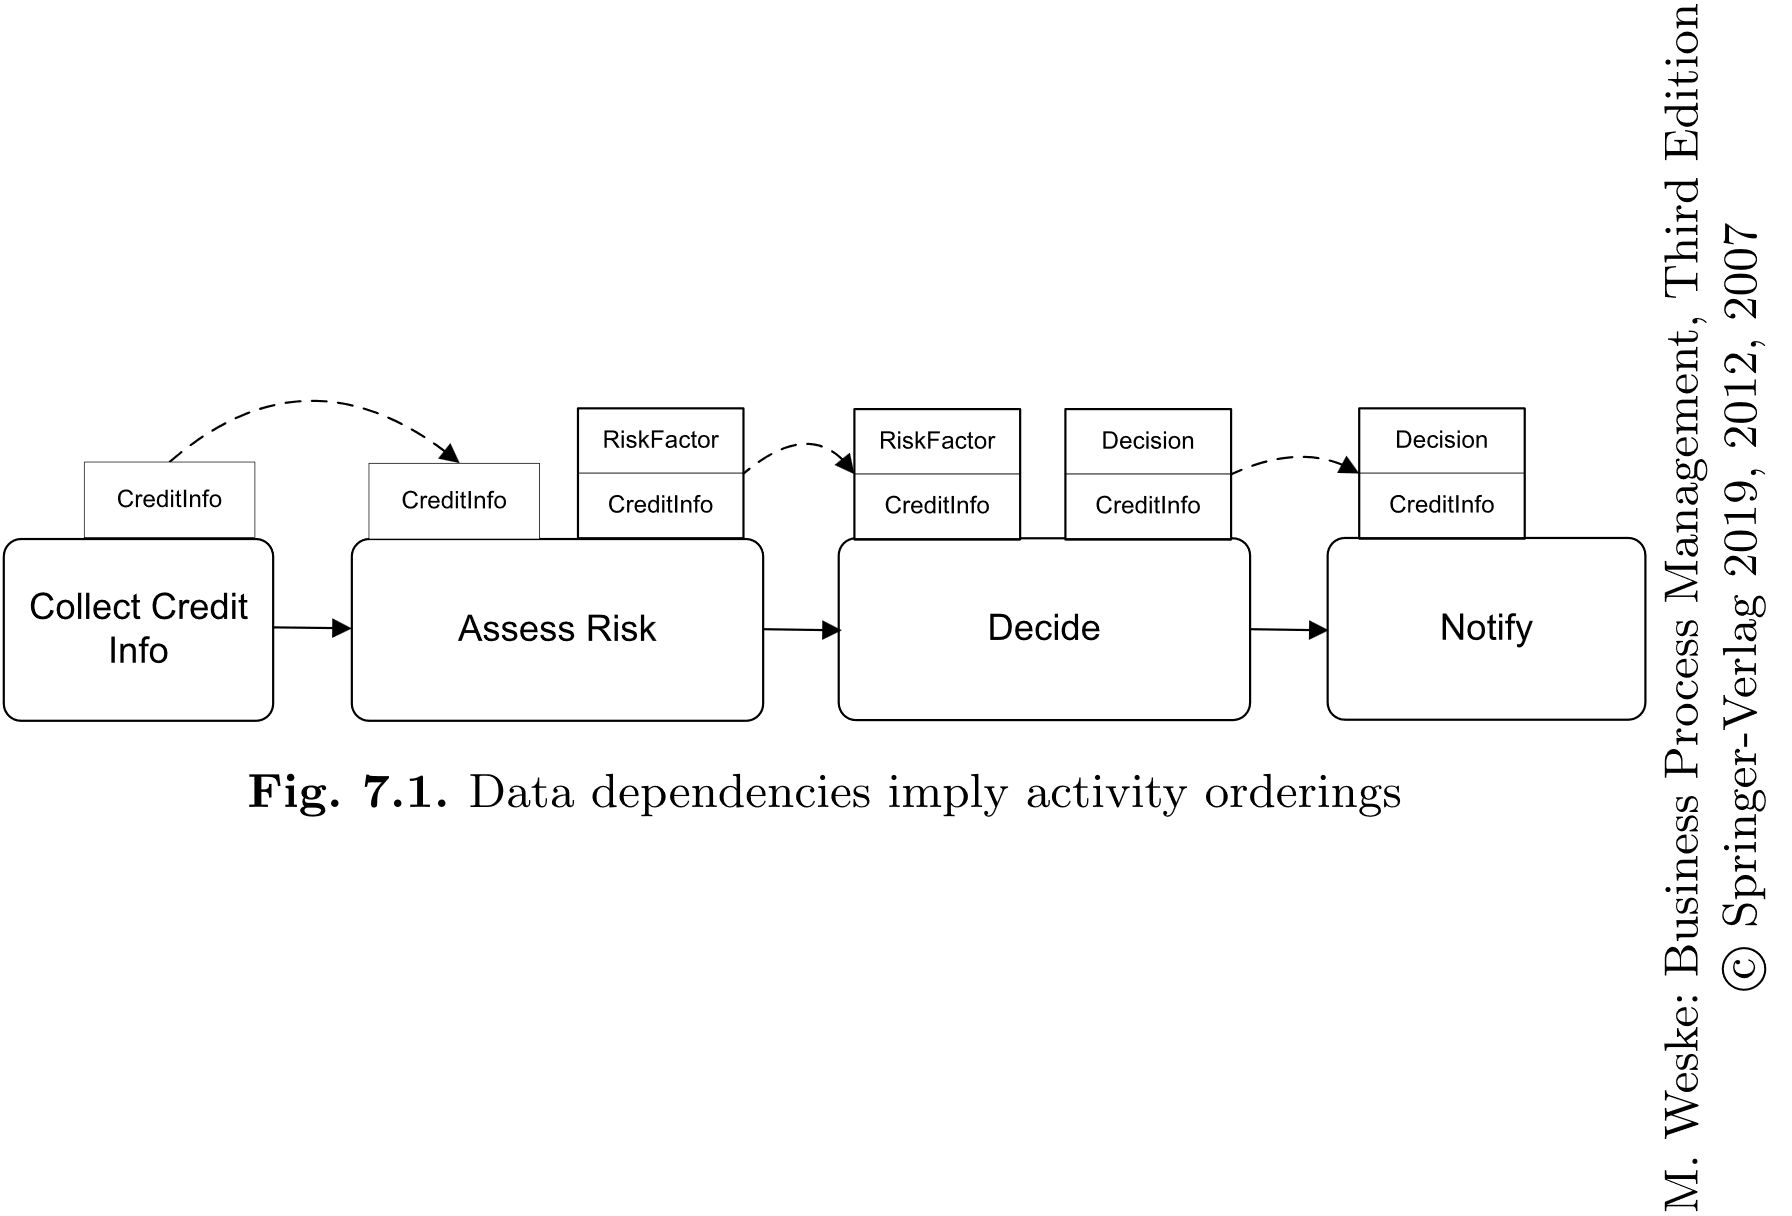 CreditInfo
CreditInfo
RiskFactor
CreditInfo
RiskFactor
CreditInfo
Decision
CreditInfo
Decision
CreditInfo
Collect Credit
Info
Assess Risk
Decide
Notify
Fig. 7.1. Data dependencies imply activity orderings
M. Weske: Business Process Management, Third Edition
© Springer-Verlag 2019, 2012, 2007